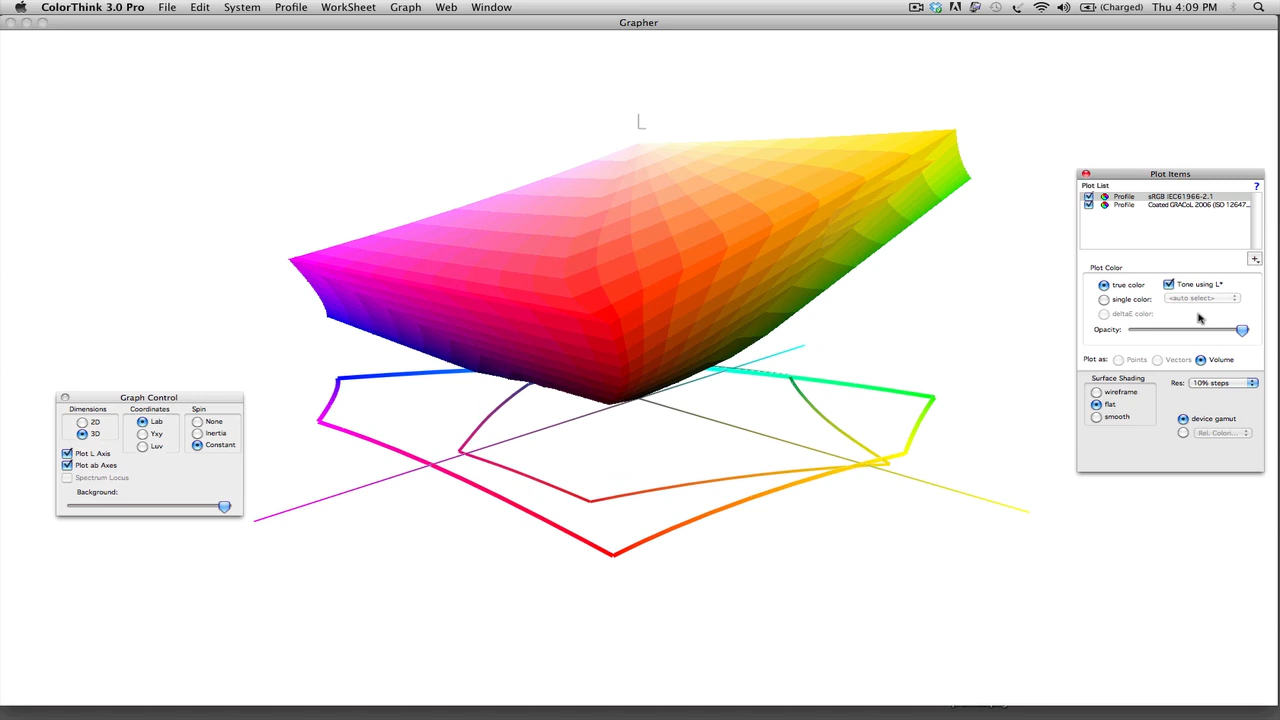 ColorThink 3.0 Pro File Edit System Profile WorkSheet Graph Web Window (Charged) Thu 4:09 PM
Grapher
L
Plot Items
Plot List
?
Profile sRGB IEC61966-2.1
Profile Coated GRACoL 2006 (ISO 12647...
Plot Color
true color Tone using L*
single color: <auto select>
deltaE color:
Opacity:
Plot as: Points Vectors Volume
Surface Shading Res: 10% steps
wireframe
flat
smooth
device gamut
Rel. Colori...
Graph Control
Dimensions Coordinates Spin
2D Lab None
3D Yxy Inertia
Luv Constant
Plot L Axis
Plot ab Axes
Spectrum Locus
Background: